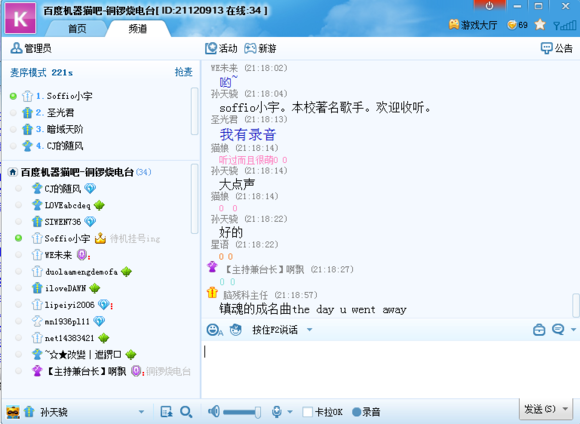 K
百度机器猫吧-铜锣烧电台[ ID:21120913 在线:34 ]
首页
频道
游戏大厅
69
管理员
活动
新游
公告
麦序模式 221s
抢麦
1. Soffio小宇
2. 圣光君
3. 暗域天阶
4. CJ的随风
百度机器猫吧-铜锣烧电台 (34)
CJ的随风
LOVEabcdeq
SIWEN736
Soffio小宇 待机挂号ing
WE未来
duolaamengdemofa
iloveDAWN
lipeiyi2006
mn1936pl11
net14383421
~☆★改變丨邂逅口
【主持兼台长】啊飘 铜锣烧电台
孙天骁
WE未来 (21:18:02)
哟~
孙天骁 (21:18:04)
soffio小宇。本校著名歌手。欢迎收听。
圣光君 (21:18:13)
我有录音
猫狼 (21:18:14)
听过而且很萌0 0
孙天骁 (21:18:14)
大点声
猫狼 (21:18:14)
0 0
孙天骁 (21:18:22)
好的
星语 (21:18:22)
0 0
【主持兼台长】啊飘 (21:18:27)
0 0
脑残科主任 (21:18:57)
镇魂的成名曲the day u went away
按住F2说话
卡拉OK
录音
发送(S)